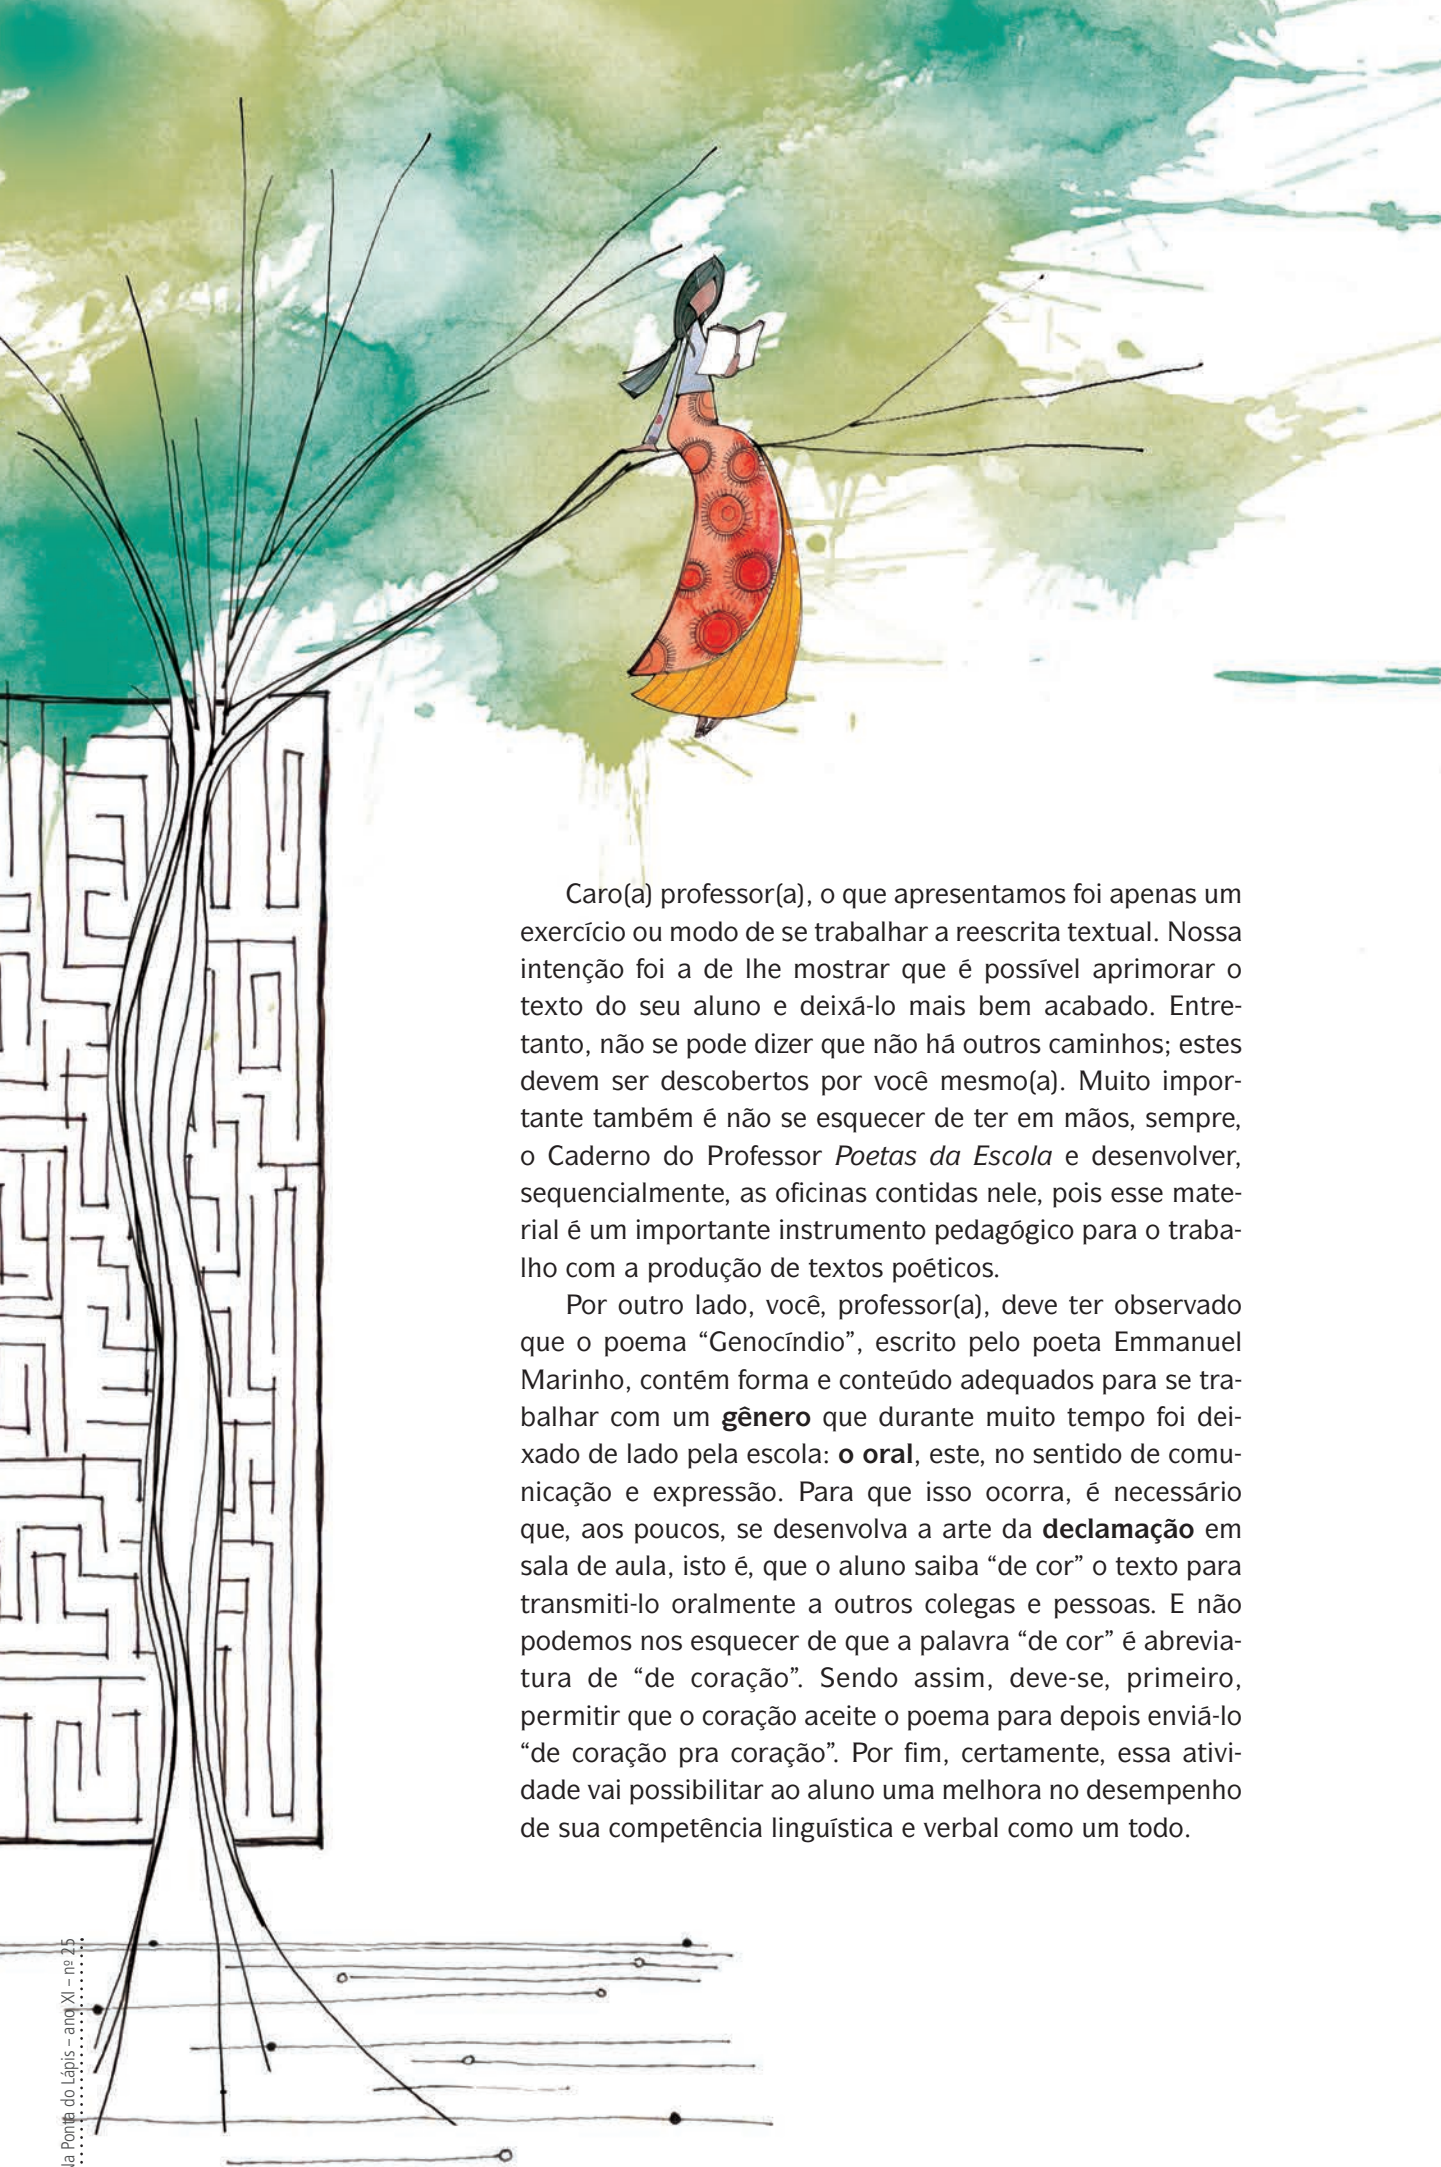 Caro(a) professor(a), o que apresentamos foi apenas um
exercício ou modo de se trabalhar a reescrita textual. Nossa
intenção foi a de lhe mostrar que é possível aprimorar o
texto do seu aluno e deixá-lo mais bem acabado. Entre-
tanto, não se pode dizer que não há outros caminhos; estes
devem ser descobertos por você mesmo(a). Muito impor-
tante também é não se esquecer de ter em mãos, sempre,
o Caderno do Professor Poetas da Escola e desenvolver,
sequencialmente, as oficinas contidas nele, pois esse mate-
rial é um importante instrumento pedagógico para o traba-
lho com a produção de textos poéticos.
Por outro lado, você, professor(a), deve ter observado
que o poema “Genocíndio”, escrito pelo poeta Emmanuel
Marinho, contém forma e conteúdo adequados para se tra-
balhar com um gênero que durante muito tempo foi dei-
xado de lado pela escola: o oral, este, no sentido de comu-
nicação e expressão. Para que isso ocorra, é necessário
que, aos poucos, se desenvolva a arte da declamação em
sala de aula, isto é, que o aluno saiba “de cor” o texto para
transmiti-lo oralmente a outros colegas e pessoas. E não
podemos nos esquecer de que a palavra “de cor” é abrevia-
tura de “de coração”. Sendo assim, deve-se, primeiro,
permitir que o coração aceite o poema para depois enviá-lo
“de coração pra coração”. Por fim, certamente, essa ativi-
dade vai possibilitar ao aluno uma melhora no desempenho
de sua competência linguística e verbal como um todo.
Na Ponta do Lápis – ano XI – nº 25